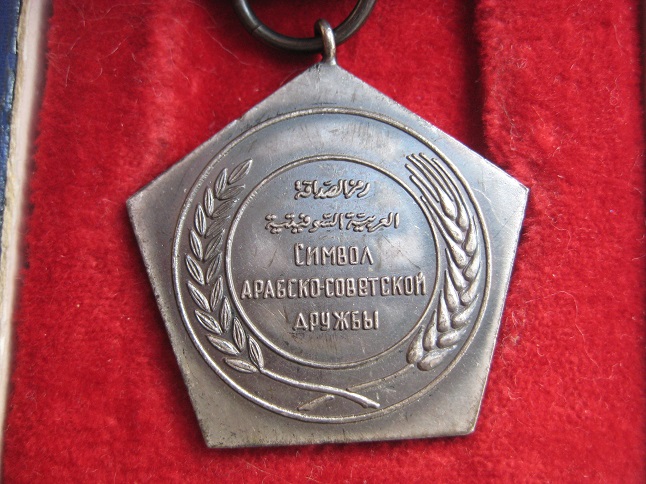 رمز الصداقة
العربية السوفيتية
СИМВОЛ
АРАБСКО-СОВЕТСКОЙ
ДРУЖБЫ